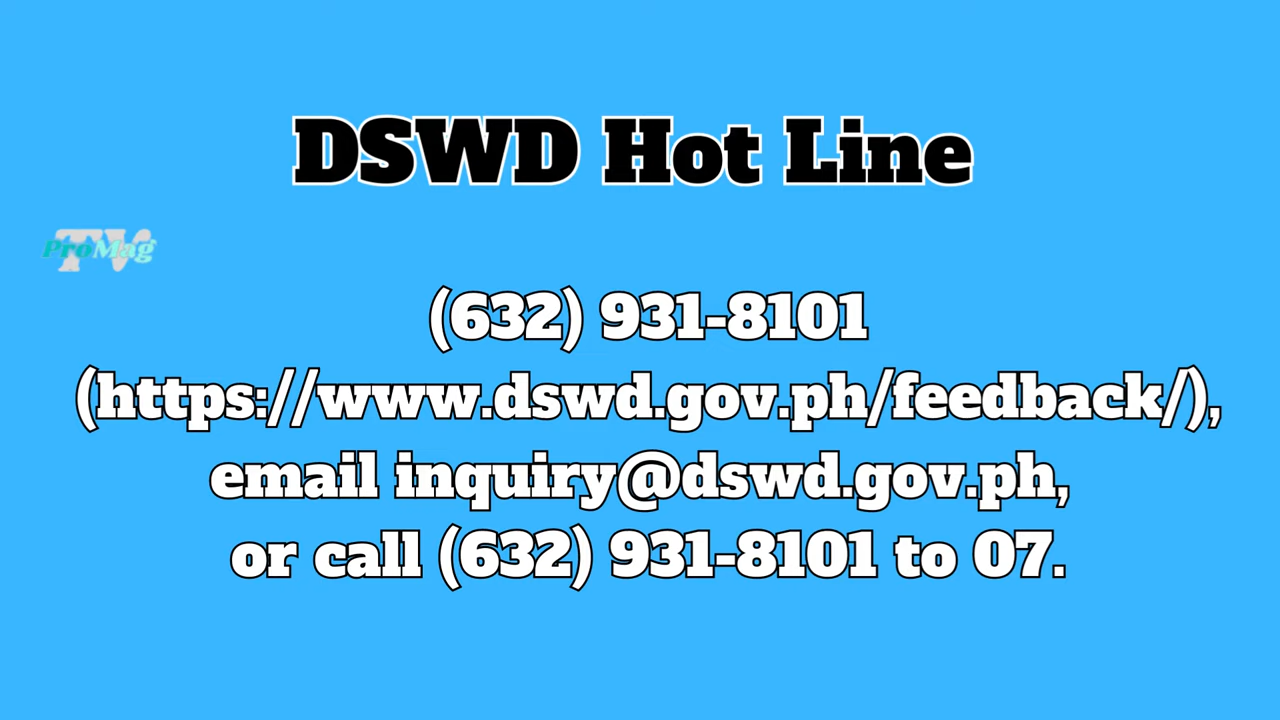 DSWD Hot Line
ProMag TV
(632) 931-8101
(https://www.dswd.gov.ph/feedback/),
email inquiry@dswd.gov.ph,
or call (632) 931-8101 to 07.